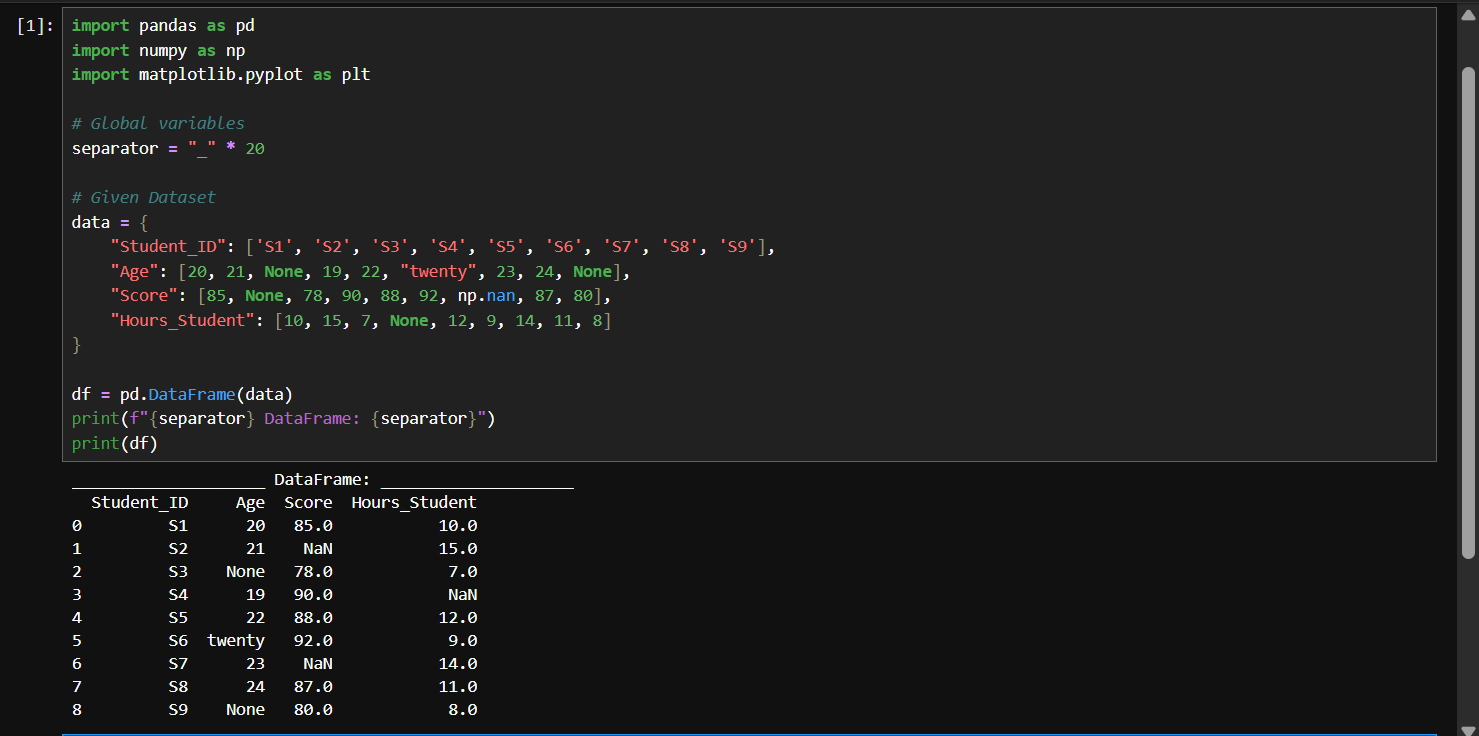 [1]:
import pandas as pd
import numpy as np
import matplotlib.pyplot as plt
# Global variables
separator = "_" * 20
# Given Dataset
data = {
    "Student_ID": ['S1', 'S2', 'S3', 'S4', 'S5', 'S6', 'S7', 'S8', 'S9'],
    "Age": [20, 21, None, 19, 22, "twenty", 23, 24, None],
    "Score": [85, None, 78, 90, 88, 92, np.nan, 87, 80],
    "Hours_Student": [10, 15, 7, None, 12, 9, 14, 11, 8]
}
df = pd.DataFrame(data)
print(f"{separator} DataFrame: {separator}")
print(df)
____________________ DataFrame: ____________________
  Student_ID     Age  Score  Hours_Student
0         S1      20   85.0           10.0
1         S2      21    NaN           15.0
2         S3    None   78.0            7.0
3         S4      19   90.0            NaN
4         S5      22   88.0           12.0
5         S6  twenty   92.0            9.0
6         S7      23    NaN           14.0
7         S8      24   87.0           11.0
8         S9    None   80.0            8.0